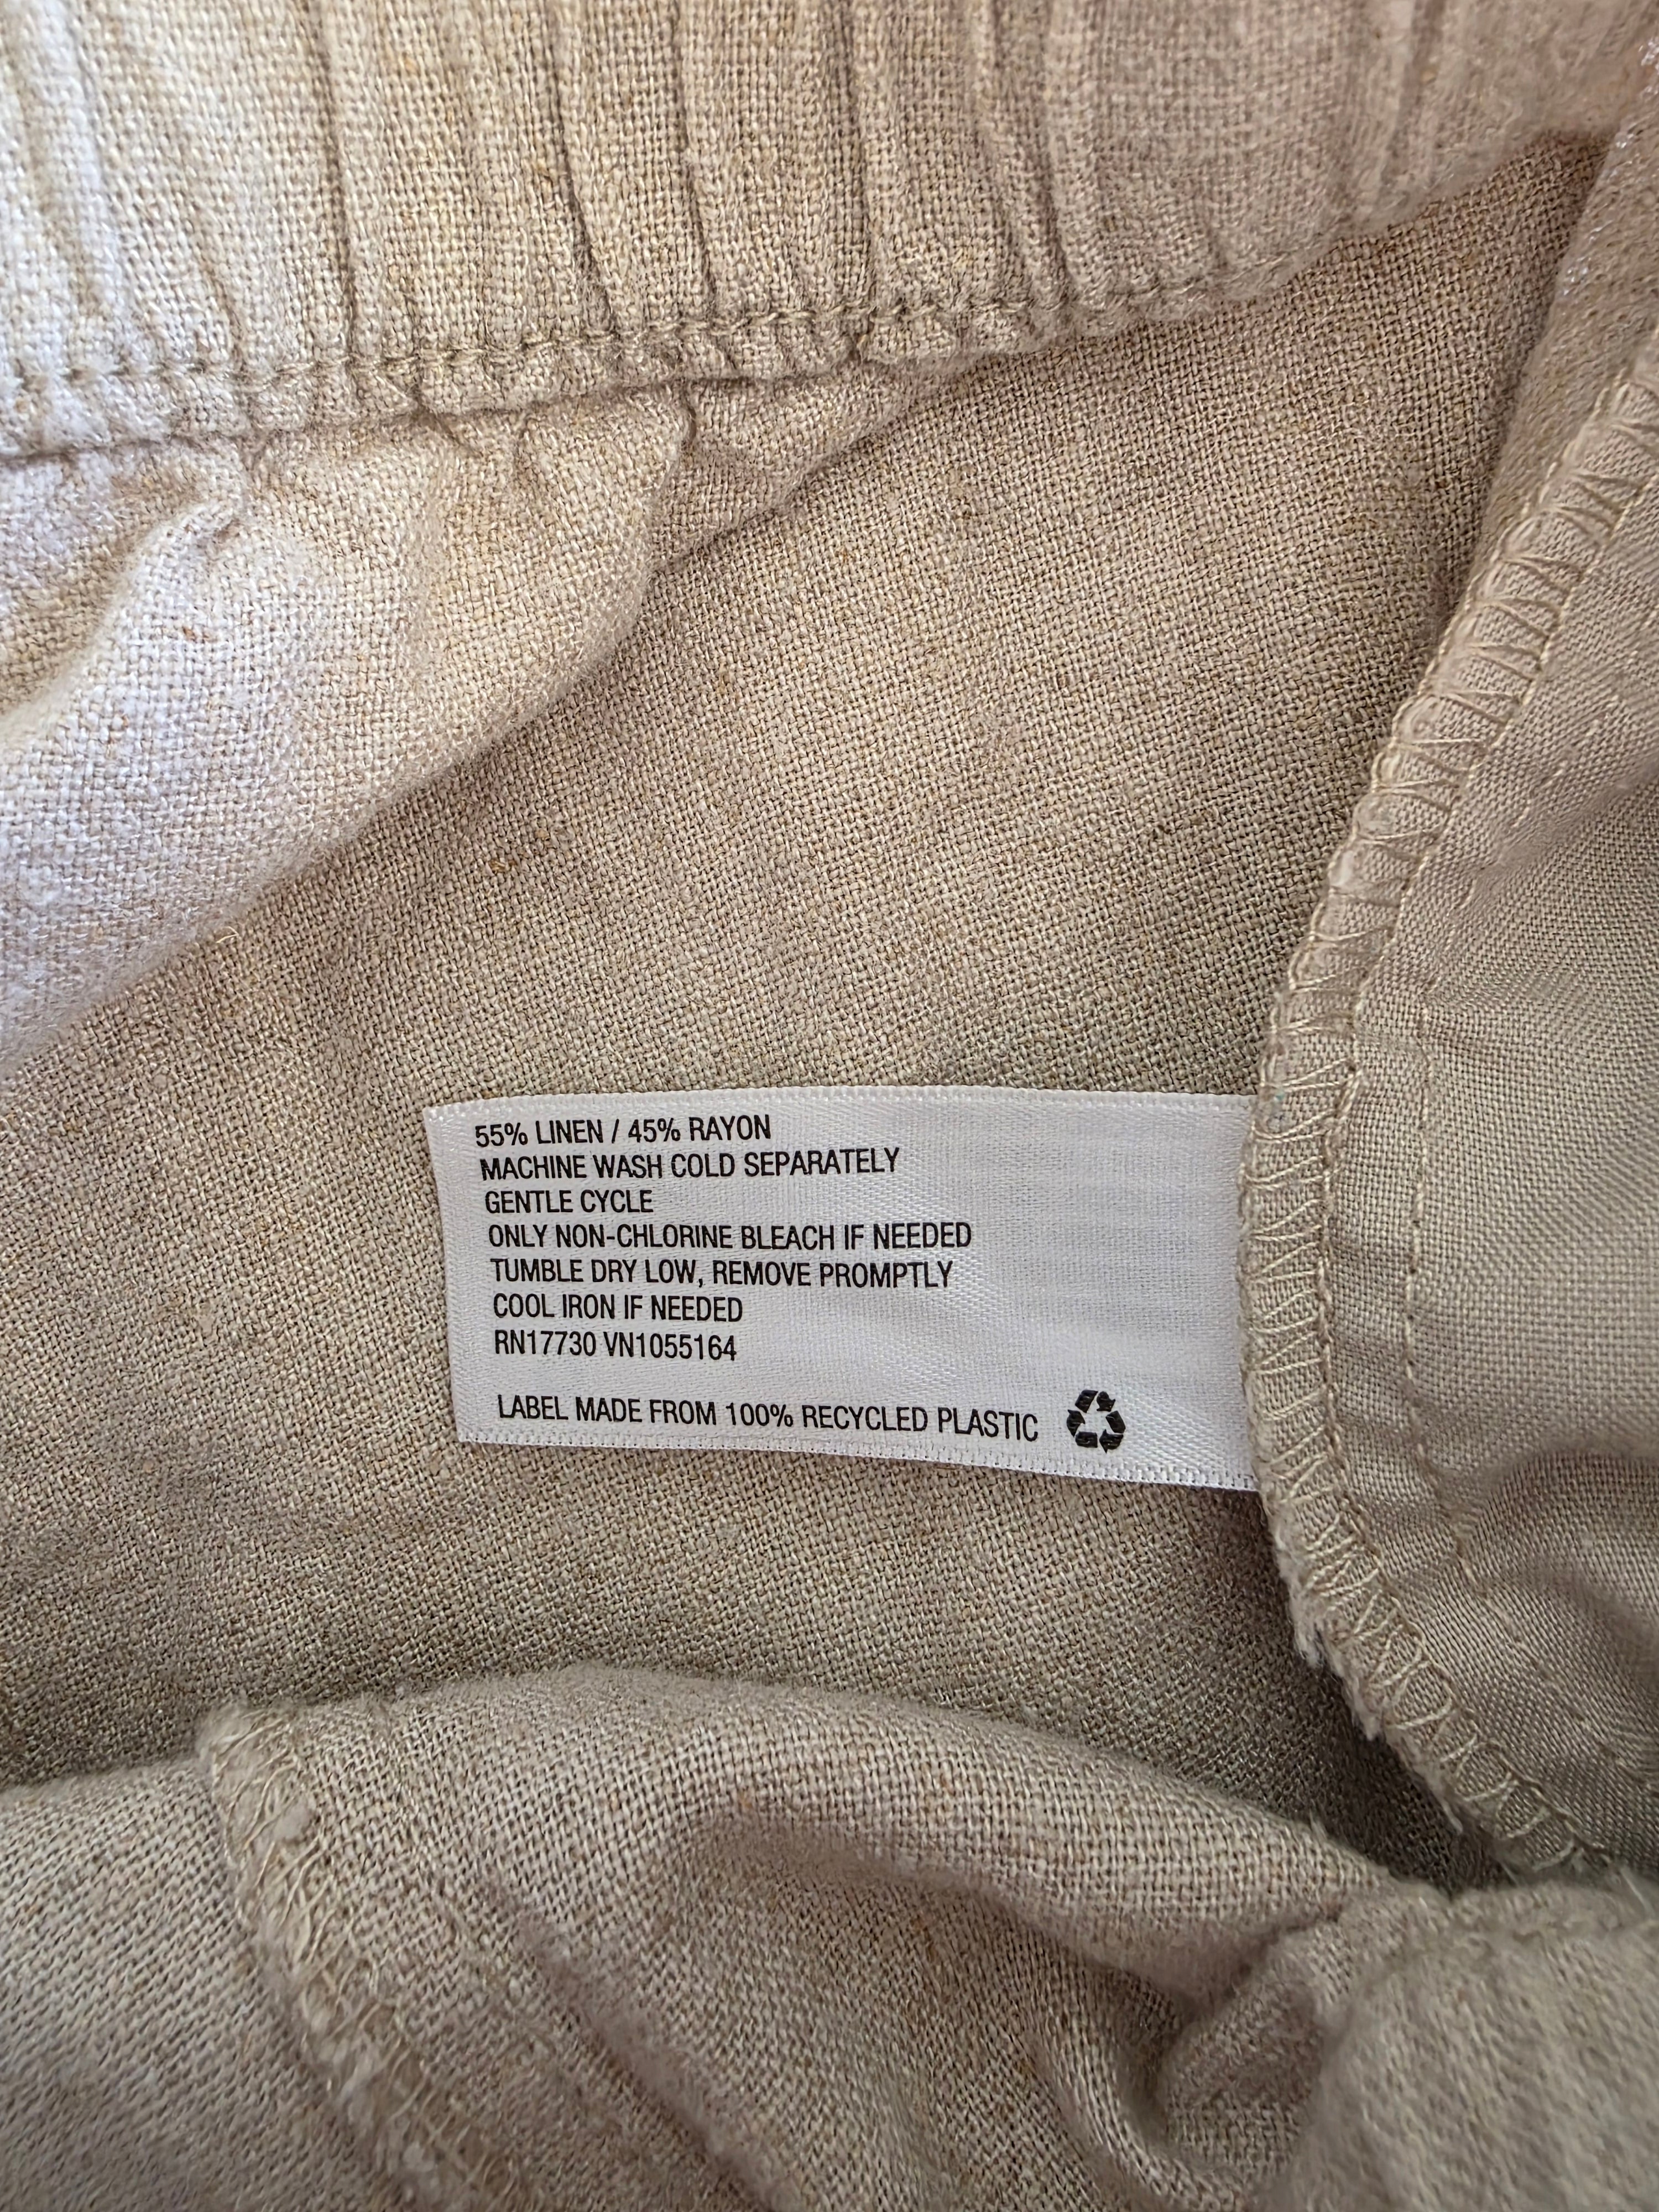 55% LINEN / 45% RAYON
MACHINE WASH COLD SEPARATELY
GENTLE CYCLE
ONLY NON-CHLORINE BLEACH IF NEEDED
TUMBLE DRY LOW, REMOVE PROMPTLY
COOL IRON IF NEEDED
RN17730 VN1055164
LABEL MADE FROM 100% RECYCLED PLASTIC